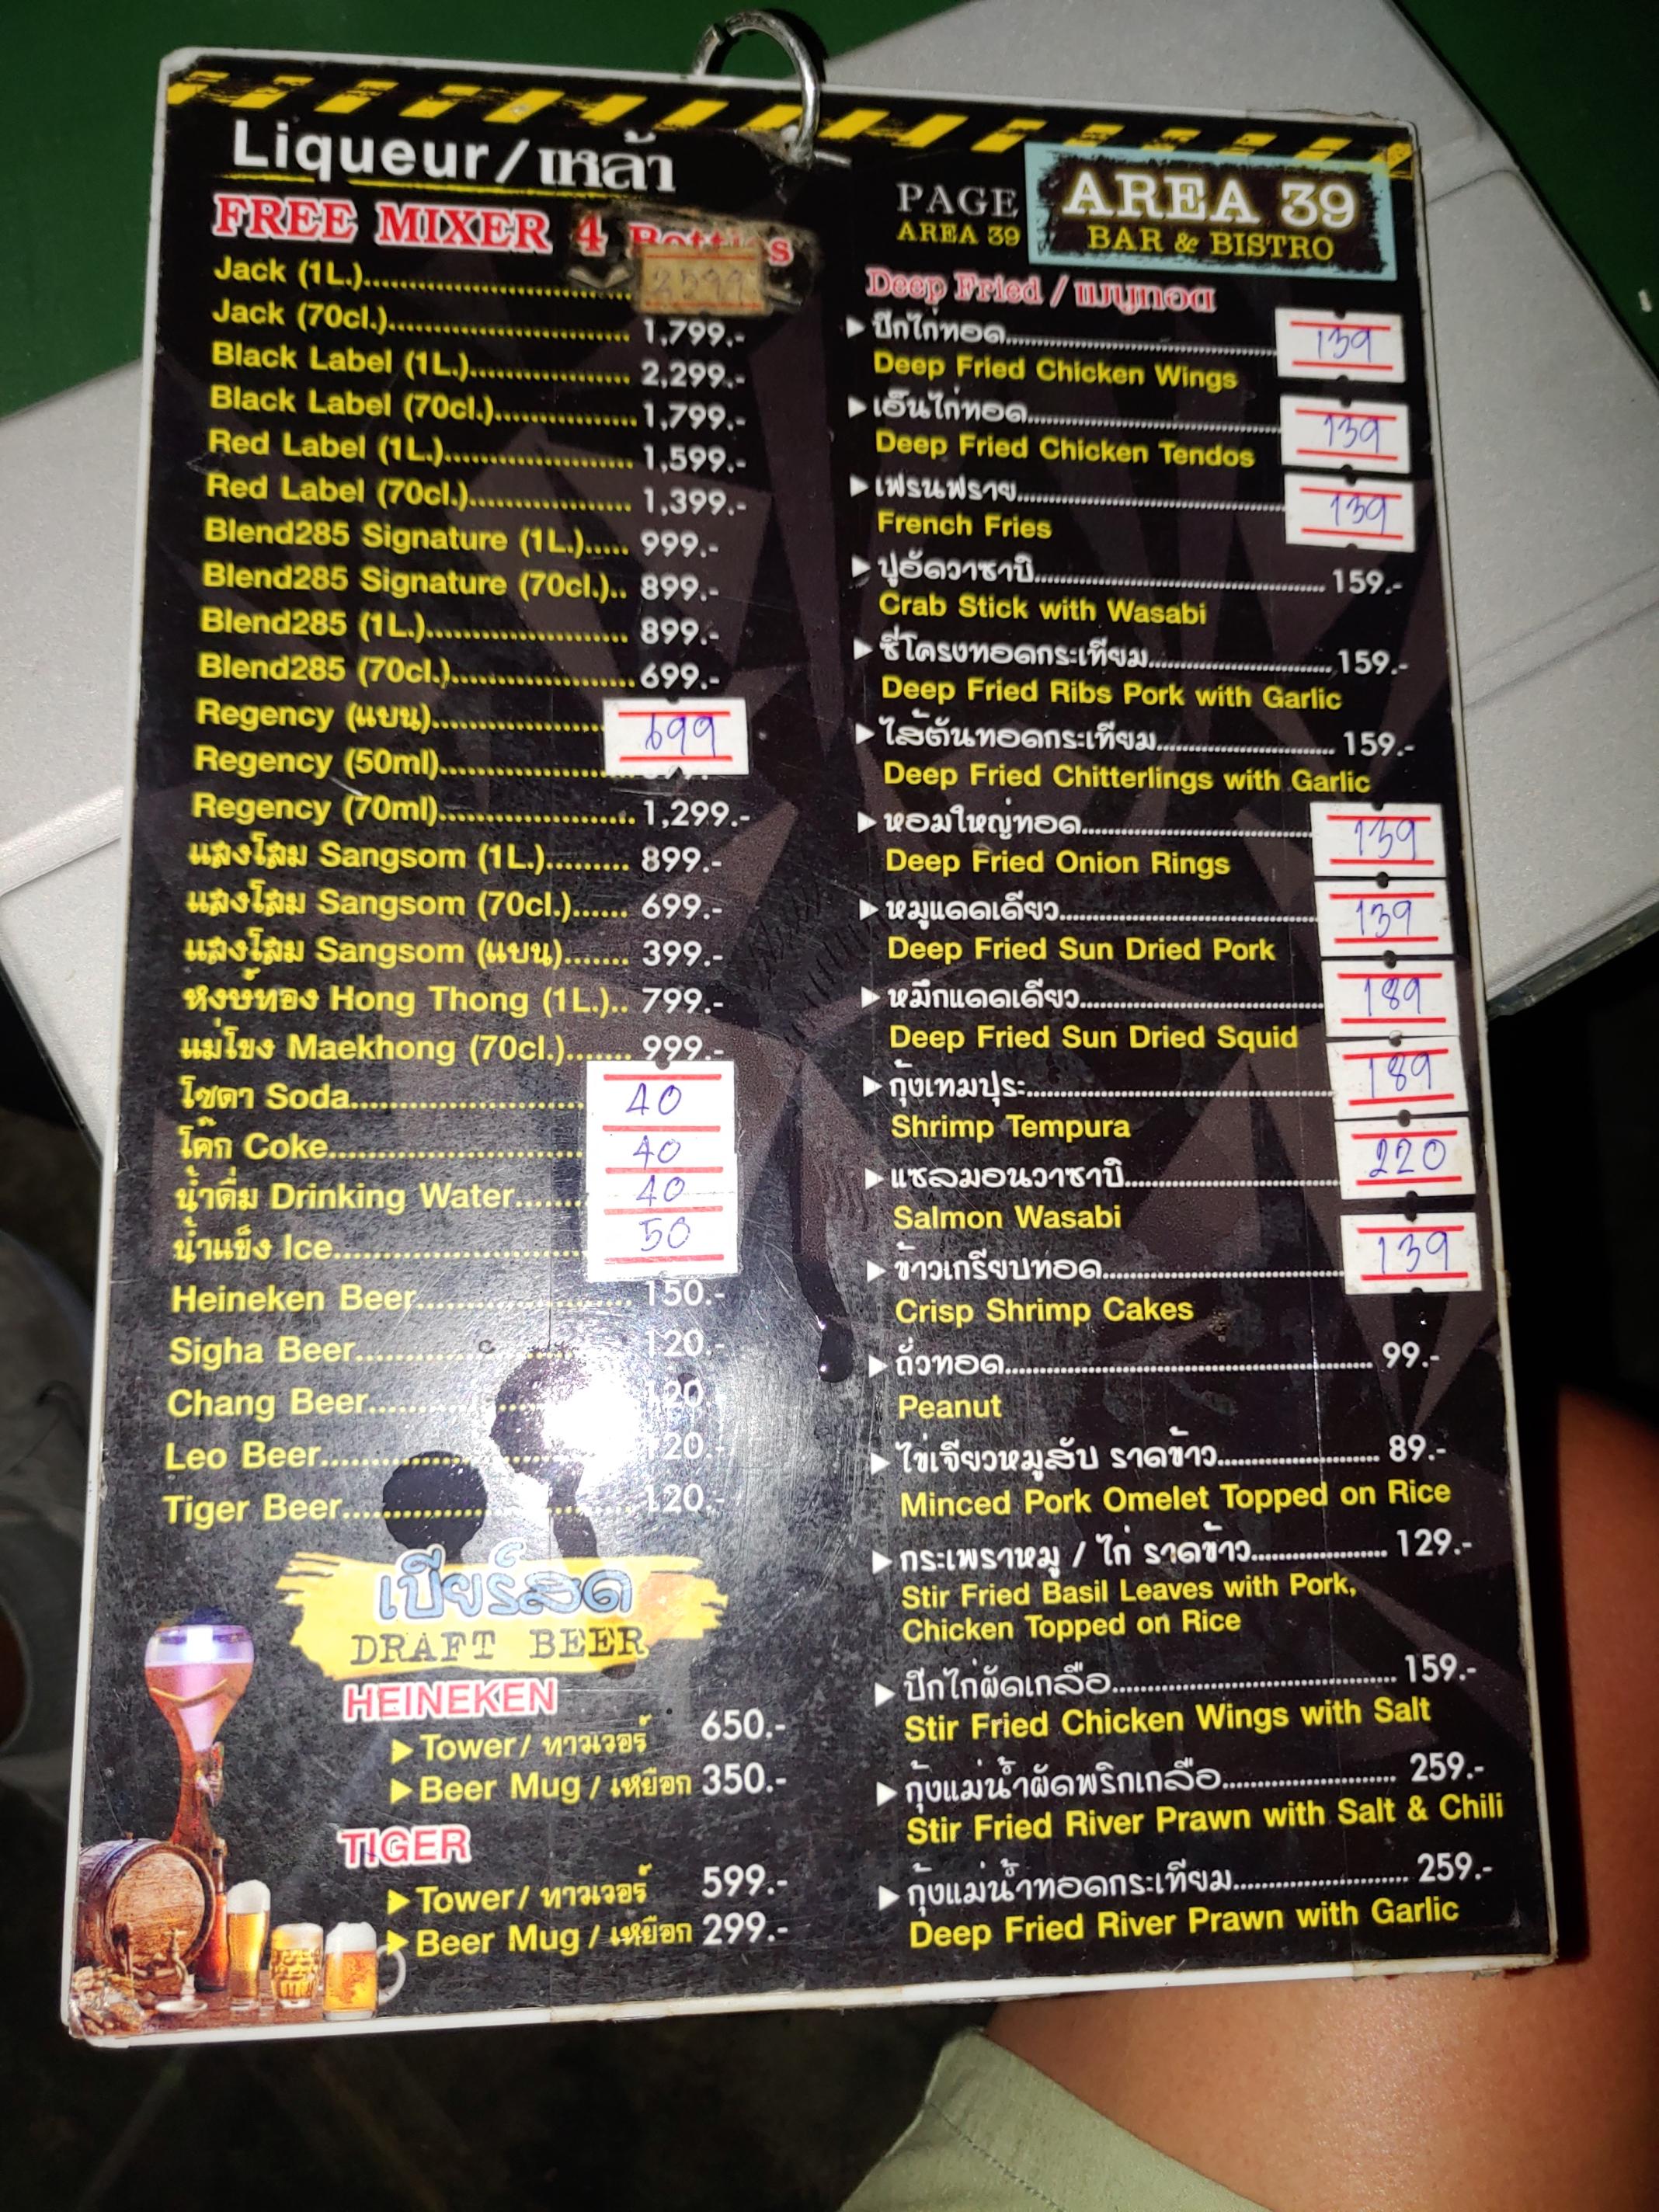 Liqueur/เหล้า
FREE MIXER 4 Bottles
Jack (1L.)..............................
Jack (70cl.)............................ 1,799.-
Black Label (1L.)................... 2,299.-
Black Label (70cl.)................ 1,799.-
Red Label (1L.)...................... 1,599.-
Red Label (70cl.)................... 1,399.-
Blend285 Signature (1L.)..... 999.-
Blend285 Signature (70cl.).. 899.-
Blend285 (1L.)........................ 899.-
Blend285 (70cl.)..................... 699.-
Regency (แบน)..................... 699
Regency (50ml)........................
Regency (70ml)........................ 1,299.-
แสงโสม Sangsom (1L.)......... 899.-
แสงโสม Sangsom (70cl.)...... 699.-
แสงโสม Sangsom (แบน)....... 399.-
หงษ์ทอง Hong Thong (1L.).. 799.-
แม่โขง Maekhong (70cl.)....... 999.-
โซดา Soda............................ 40
โค๊ก Coke.............................. 40
น้ำดื่ม Drinking Water........ 40
น้ำแข็ง Ice.............................. 50
Heineken Beer.......................... 150.-
Sigha Beer............................... 120.-
Chang Beer.............................. 120.-
Leo Beer................................. 120.-
Tiger Beer................................ 120.-
เบียร์สด
DRAFT BEER
HEINEKEN
▶ Tower/ ทาวเวอร์ 650.-
▶ Beer Mug / เหยือก 350.-
TIGER
▶ Tower/ ทาวเวอร์ 599.-
▶ Beer Mug / เหยือก 299.-
PAGE
AREA 39
AREA 39
BAR & BISTRO
Deep Fried / เมนูทอด
▶ ปีกไก่ทอด........................................ 139
Deep Fried Chicken Wings
▶ เอ็นไก่ทอด........................................ 139
Deep Fried Chicken Tendos
▶ เฟรนฟราย........................................ 139
French Fries
▶ ปูอัดวาซาบิ........................................ 159.-
Crab Stick with Wasabi
▶ ซี่โครงทอดกระเทียม......................... 159.-
Deep Fried Ribs Pork with Garlic
▶ ไส้ตันทอดกระเทียม......................... 159.-
Deep Fried Chitterlings with Garlic
▶ หอมใหญ่ทอด................................... 139
Deep Fried Onion Rings
▶ หมูแดดเดียว..................................... 139
Deep Fried Sun Dried Pork
▶ หมึกแดดเดียว................................... 189
Deep Fried Sun Dried Squid
▶ กุ้งเทมปุระ........................................ 189
Shrimp Tempura
▶ แซลมอนวาซาบิ................................ 220
Salmon Wasabi
▶ ข้าวเกรียบทอด................................. 139
Crisp Shrimp Cakes
▶ ถั่วทอด............................................. 99.-
Peanut
▶ ไข่เจียวหมูสับ ราดข้าว....................... 89.-
Minced Pork Omelet Topped on Rice
▶ กระเพราหมู / ไก่ ราดข้าว................... 129.-
Stir Fried Basil Leaves with Pork,
Chicken Topped on Rice
▶ ปีกไก่ผัดเกลือ................................... 159.-
Stir Fried Chicken Wings with Salt
▶ กุ้งแม่น้ำผัดพริกเกลือ....................... 259.-
Stir Fried River Prawn with Salt & Chili
▶ กุ้งแม่น้ำทอดกระเทียม....................... 259.-
Deep Fried River Prawn with Garlic